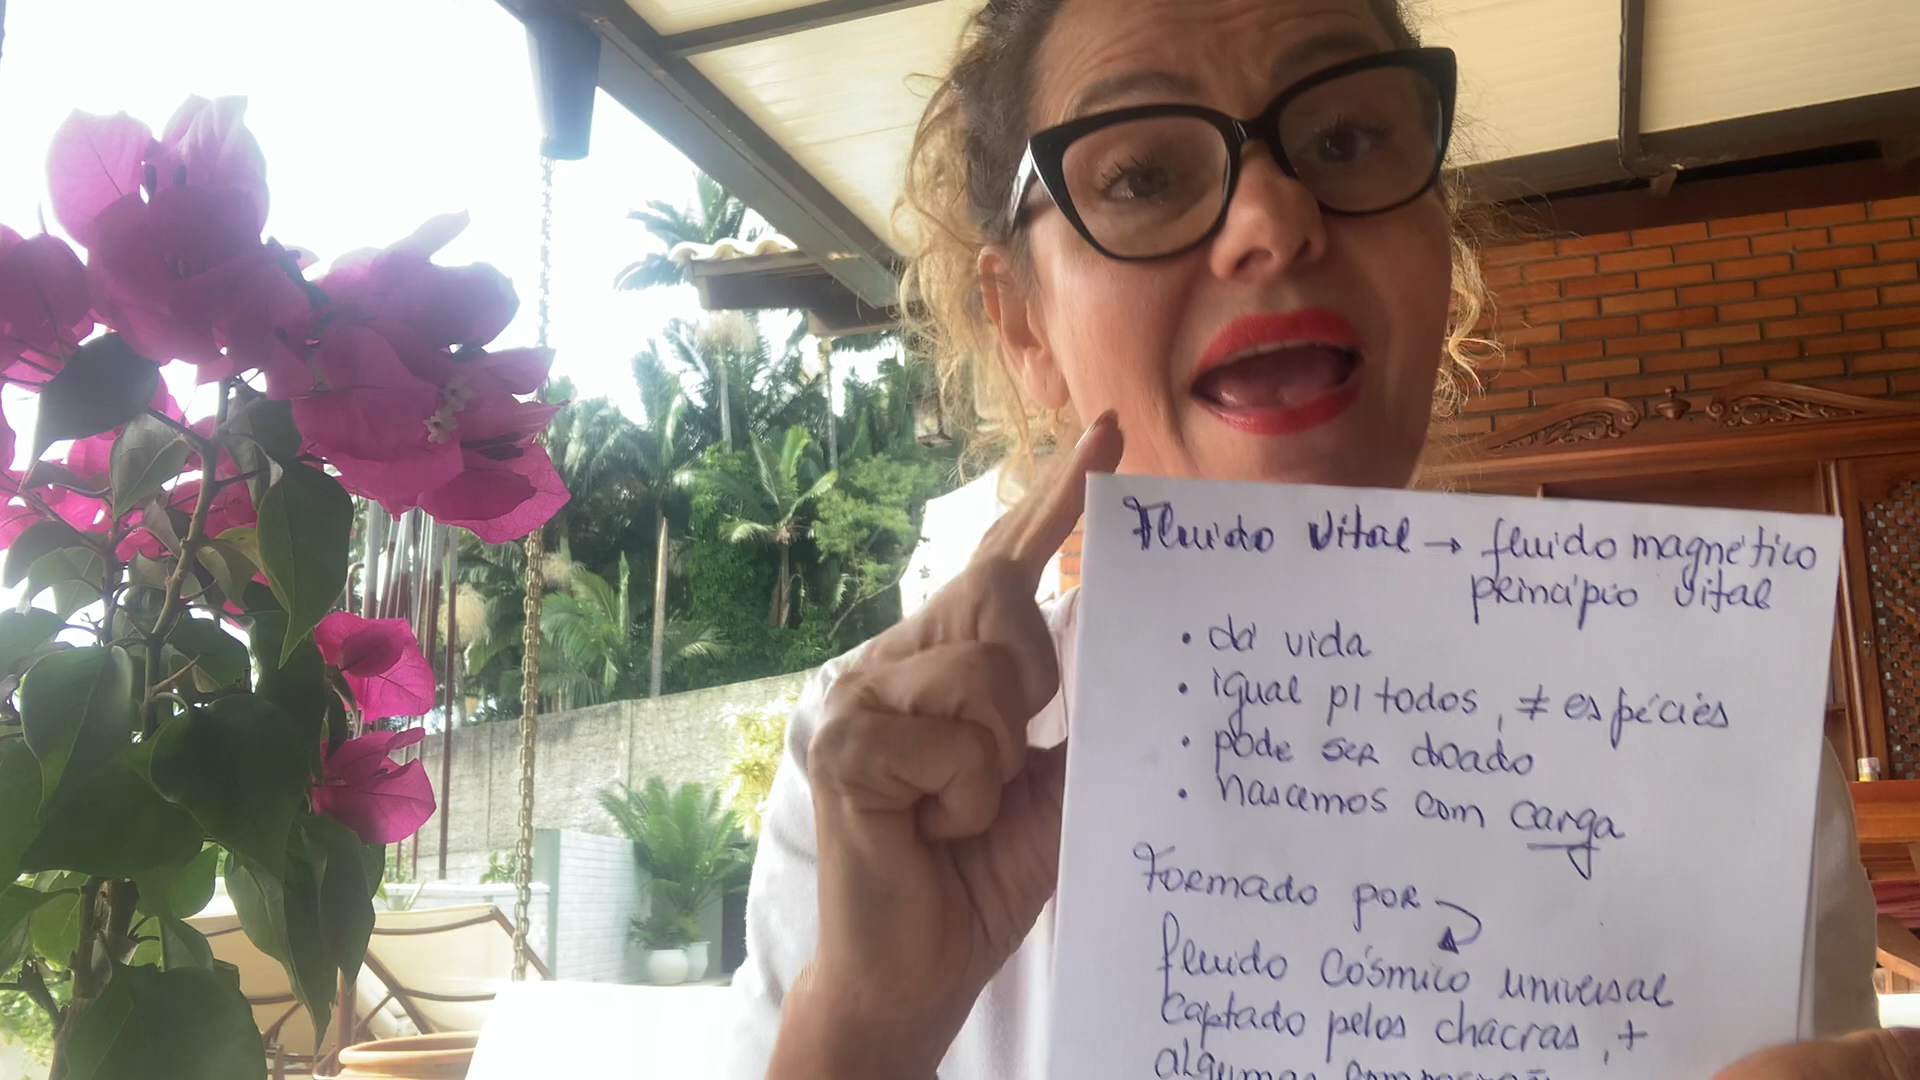 Fluido Vital → fluido magnético
princípio vital
• dá vida
• igual p/ todos, ≠ espécies
• pode ser doado
• nascemos com carga
Formado por
fluido cósmico universal
captado pelos chacras, +
algumas